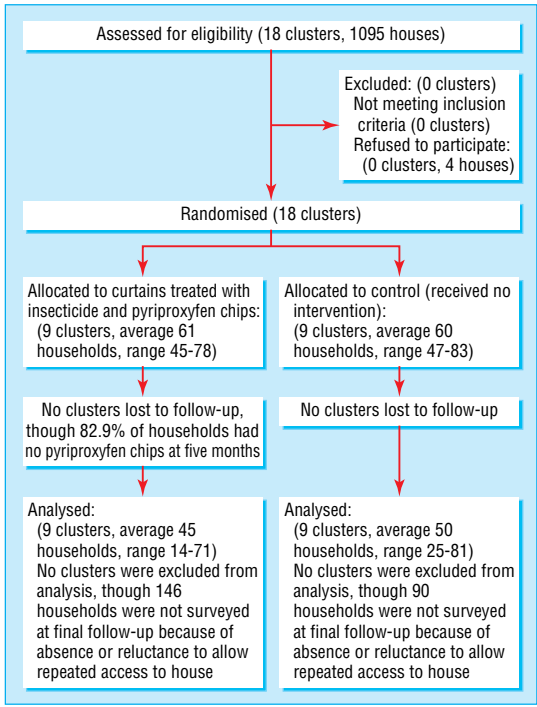 Assessed for eligibility (18 clusters, 1095 houses)
Excluded: (0 clusters)
Not meeting inclusion
criteria (0 clusters)
Refused to participate:
(0 clusters, 4 houses)
Randomised (18 clusters)
Allocated to curtains treated with
insecticide and pyriproxyfen chips:
(9 clusters, average 61
households, range 45-78)
Allocated to control (received no
intervention):
(9 clusters, average 60
households, range 47-83)
No clusters lost to follow-up,
though 82.9% of households had
no pyriproxyfen chips at five months
No clusters lost to follow-up
Analysed:
(9 clusters, average 45
households, range 14-71)
No clusters were excluded from
analysis, though 146
households were not surveyed
at final follow-up because of
absence or reluctance to allow
repeated access to house
Analysed:
(9 clusters, average 50
households, range 25-81)
No clusters were excluded from
analysis, though 90
households were not surveyed
at final follow-up because of
absence or reluctance to allow
repeated access to house